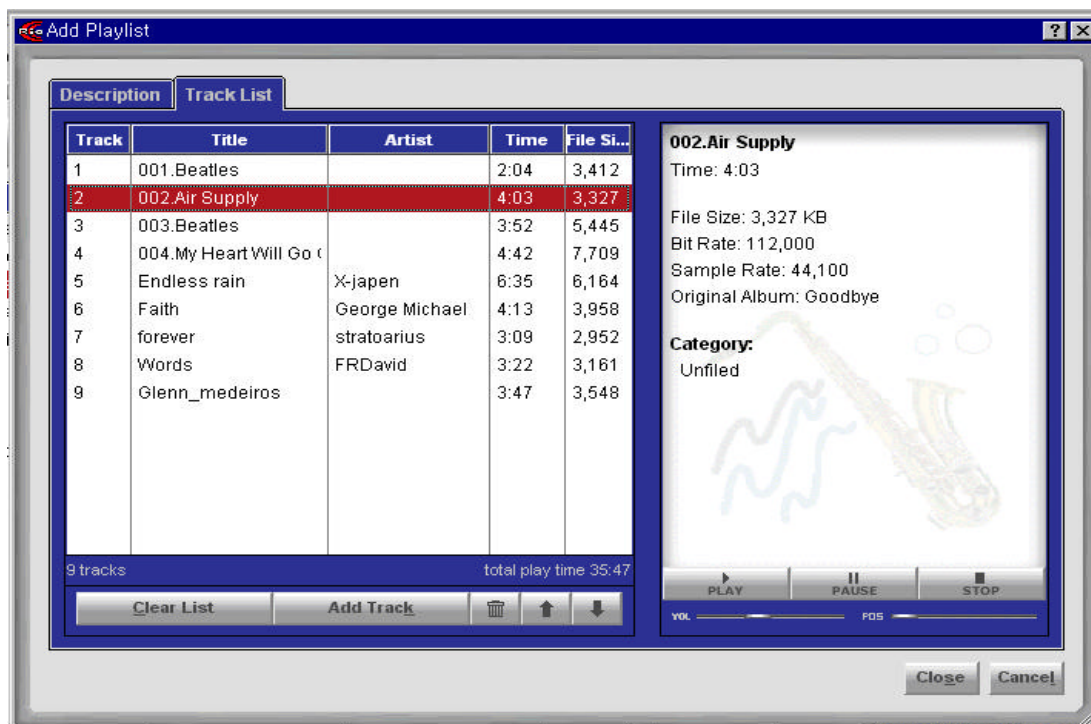 Add Playlist
Description Track List
Track Title Artist Time File Si...
1 001.Beatles 2:04 3,412
2 002.Air Supply 4:03 3,327
3 003.Beatles 3:52 5,445
4 004.My Heart Will Go 4:42 7,709
5 Endless rain X-japen 6:35 6,164
6 Faith George Michael 4:13 3,958
7 forever stratoarius 3:09 2,952
8 Words FRDavid 3:22 3,161
9 Glenn_medeiros 3:47 3,548
9 tracks total play time 35:47
Clear List Add Track
002.Air Supply
Time: 4:03
File Size: 3,327 KB
Bit Rate: 112,000
Sample Rate: 44,100
Original Album: Goodbye
Category:
Unfiled
PLAY PAUSE STOP
VOL POS
Close Cancel